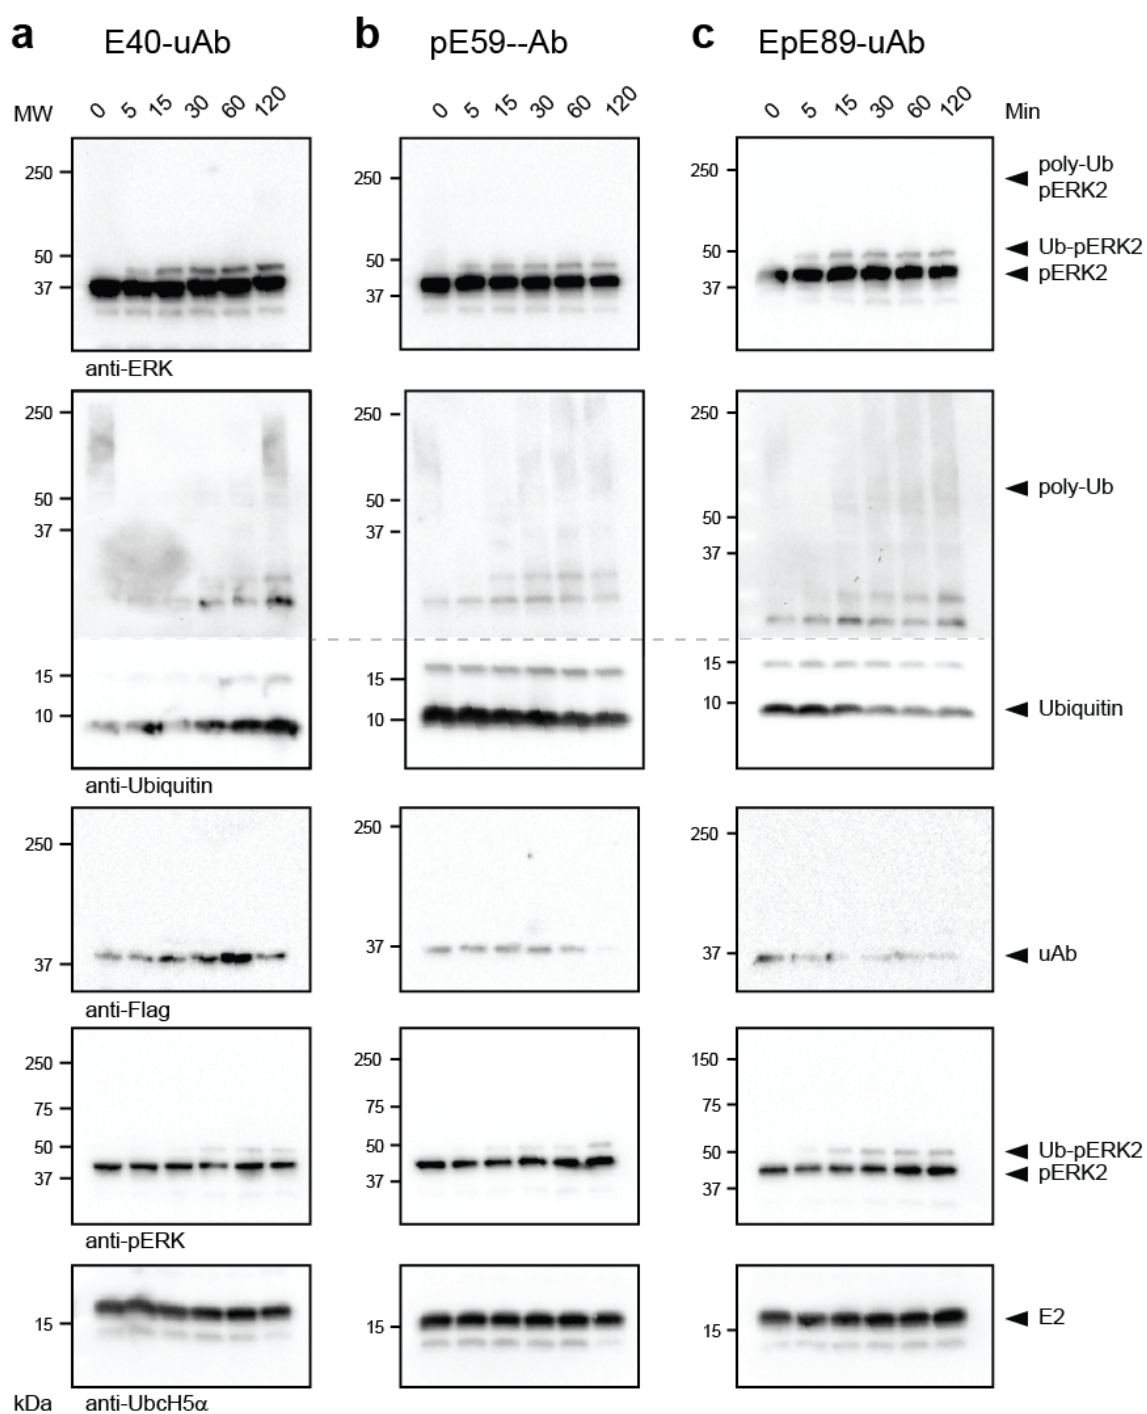 a E40-uAb b pE59--Ab c EpE89-uAb
MW 0 5 15 30 60 120 0 5 15 30 60 120 0 5 15 30 60 120 Min
250 250 250 poly-Ub
pERK2
50 50 50 Ub-pERK2
37 37 37 pERK2
anti-ERK
250 250 250
50 50 50 poly-Ub
37 37 37
15 15 15
10 10 10 Ubiquitin
anti-Ubiquitin
250 250 250
37 37 37 uAb
anti-Flag
250 250 150
75 75 75
50 50 50 Ub-pERK2
37 37 37 pERK2
anti-pERK
15 15 15 E2
kDa anti-UbcH5α